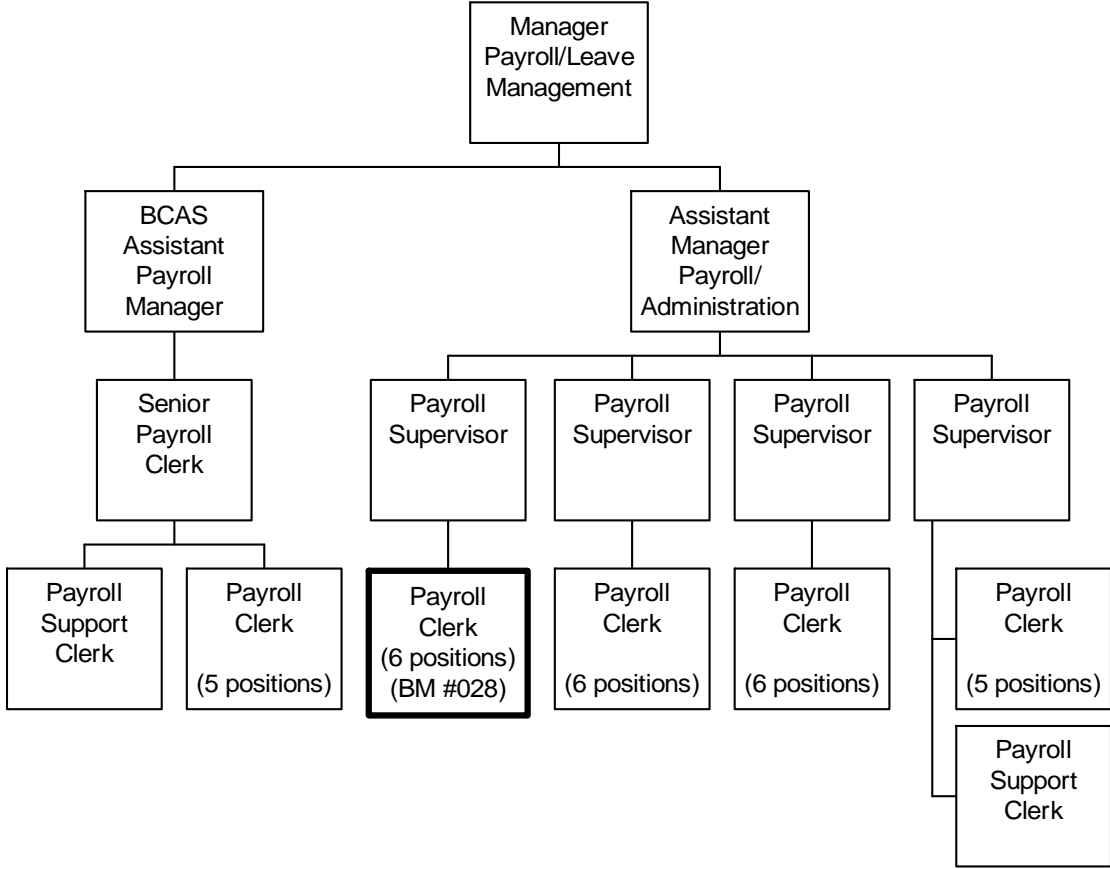 Manager
Payroll/Leave
Management
BCAS
Assistant
Payroll
Manager
Assistant
Manager
Payroll/
Administration
Senior
Payroll
Clerk
Payroll
Supervisor
Payroll
Supervisor
Payroll
Supervisor
Payroll
Supervisor
Payroll
Support
Clerk
Payroll
Clerk
(5 positions)
Payroll
Clerk
(6 positions)
(BM #028)
Payroll
Clerk
(6 positions)
Payroll
Clerk
(6 positions)
Payroll
Clerk
(5 positions)
Payroll
Support
Clerk